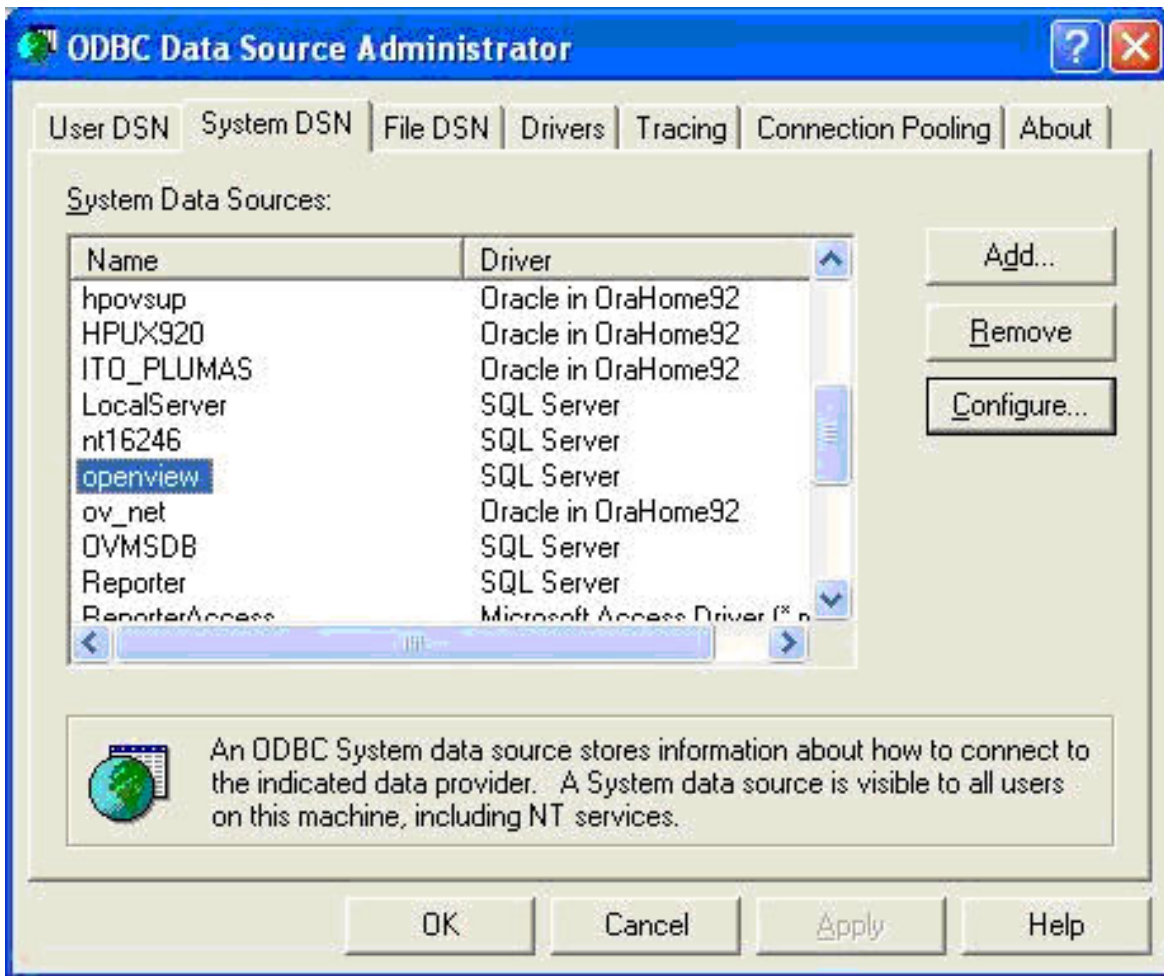 ODBC Data Source Administrator
User DSN System DSN File DSN Drivers Tracing Connection Pooling About
System Data Sources:
Name Driver
hpovsup Oracle in OraHome92
HPUX920 Oracle in OraHome92
ITO_PLUMAS Oracle in OraHome92
LocalServer SQL Server
nt16246 SQL Server
openview SQL Server
ov_net Oracle in OraHome92
OVMSDB SQL Server
Reporter SQL Server
ReporterAccess Microsoft Access Driver (*
Add...
Remove
Configure...
An ODBC System data source stores information about how to connect to
the indicated data provider. A System data source is visible to all users
on this machine, including NT services.
OK Cancel Apply Help